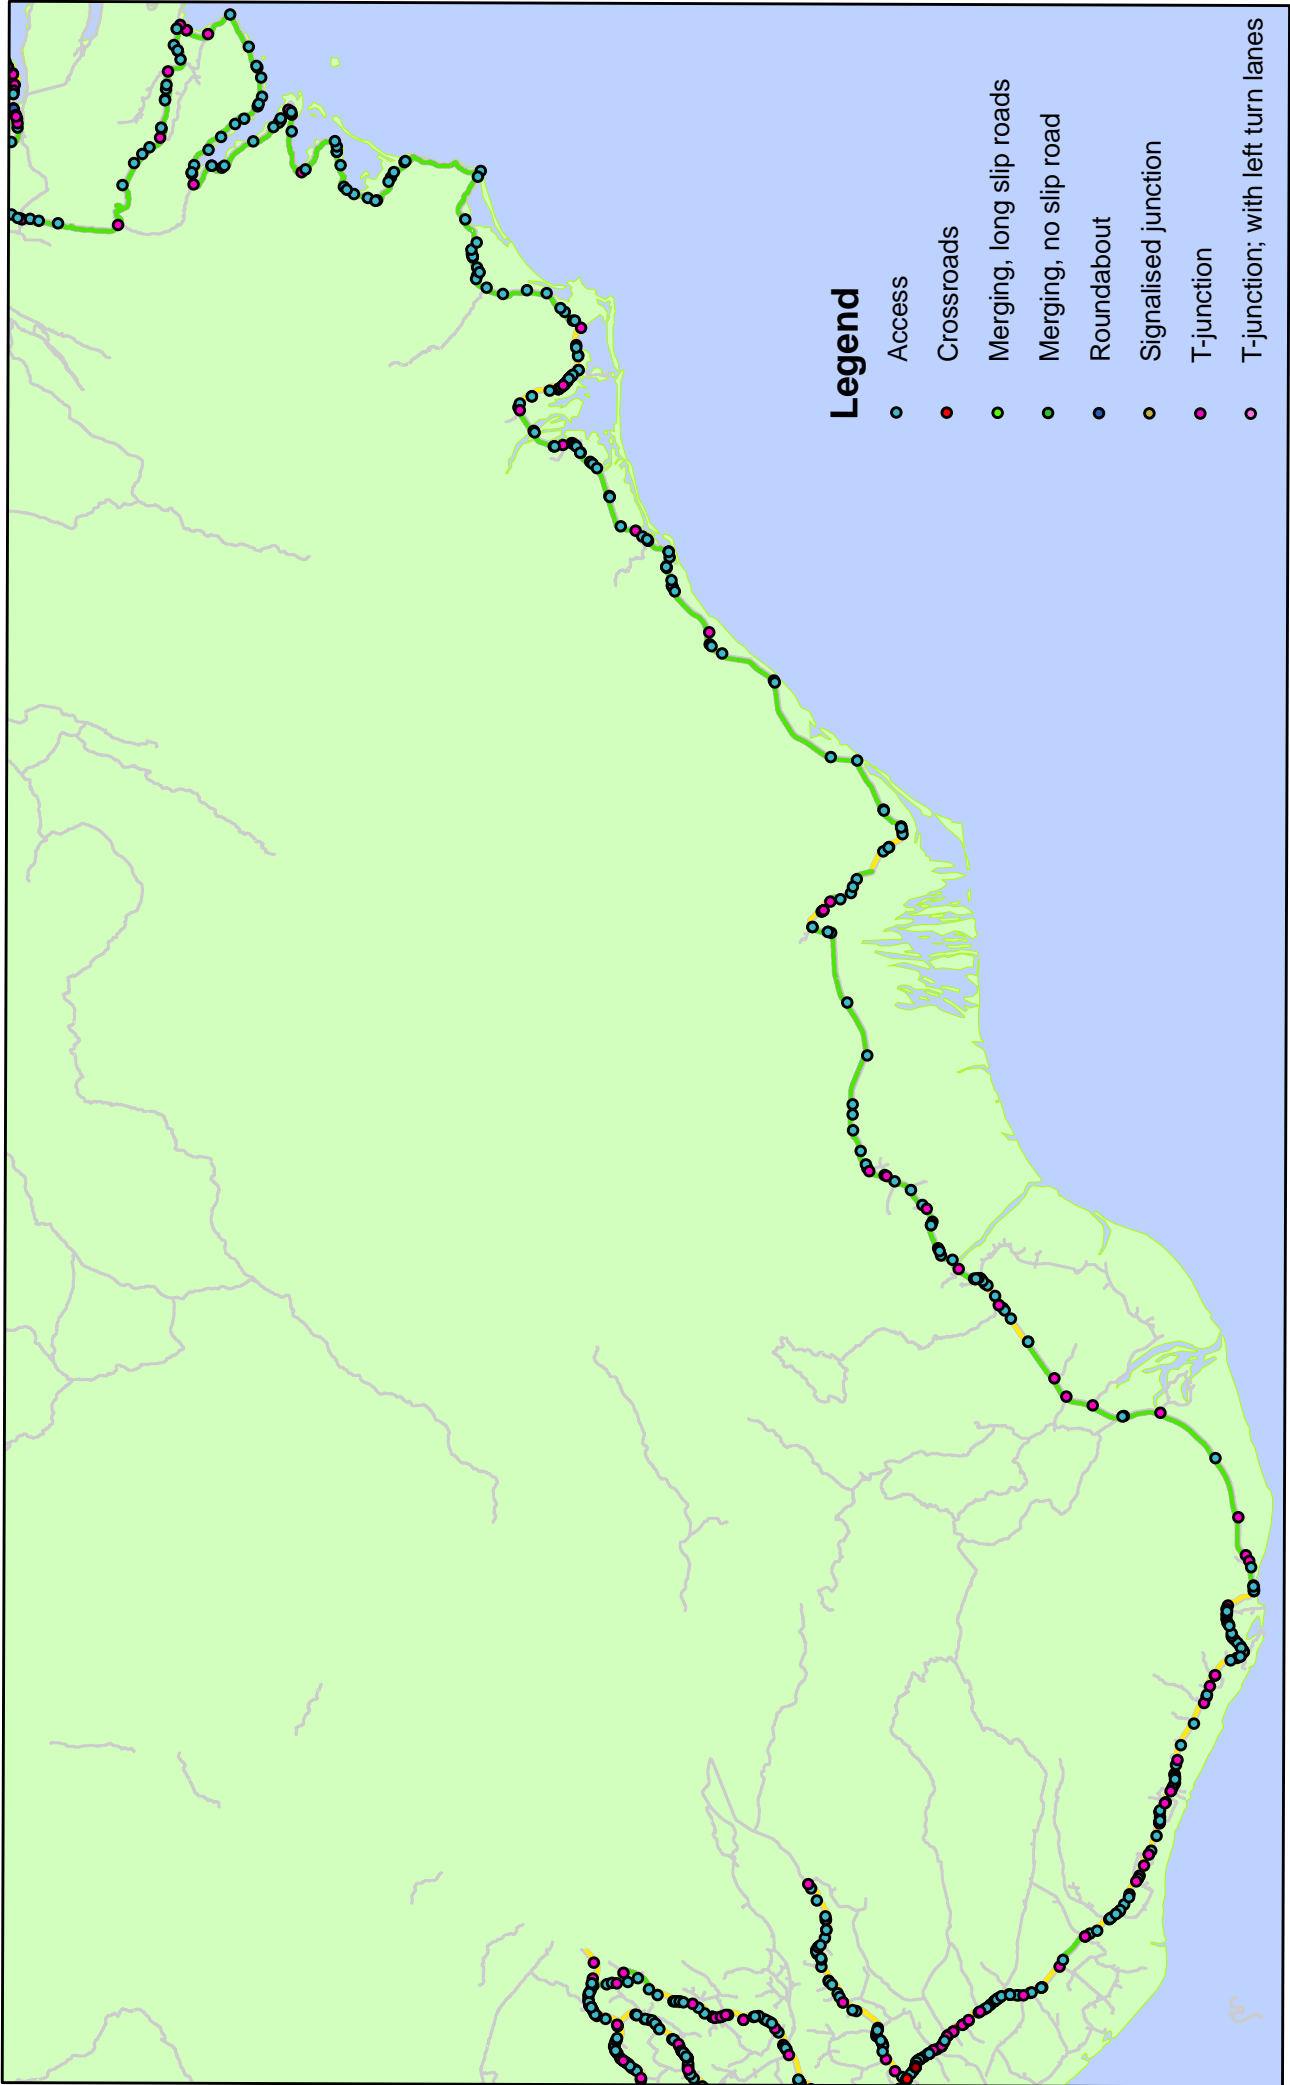 Legend
Access
Crossroads
Merging, long slip roads
Merging, no slip road
Roundabout
Signalised junction
T-junction
T-junction; with left turn lanes